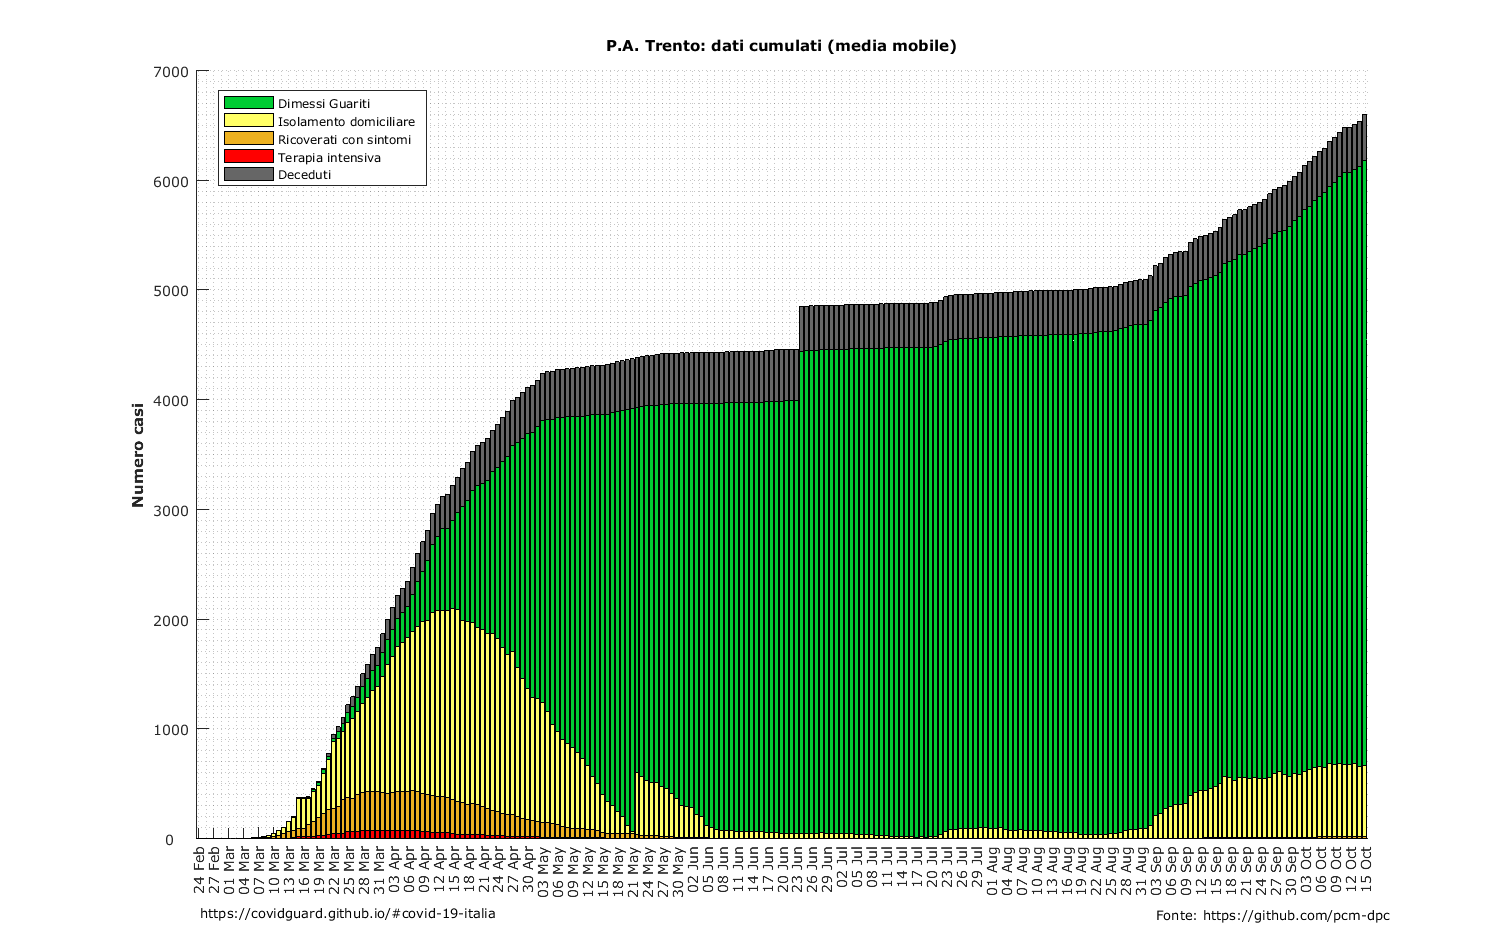 P.A. Trento: dati cumulati (media mobile)
7000
6000
5000
4000
3000
2000
1000
0
Numero casi
Dimessi Guariti
Isolamento domiciliare
Ricoverati con sintomi
Terapia intensiva
Deceduti
24 Feb
27 Feb
01 Mar
04 Mar
07 Mar
10 Mar
13 Mar
16 Mar
19 Mar
22 Mar
25 Mar
28 Mar
31 Mar
03 Apr
06 Apr
09 Apr
12 Apr
15 Apr
18 Apr
21 Apr
24 Apr
27 Apr
30 Apr
03 May
06 May
09 May
12 May
15 May
18 May
21 May
24 May
27 May
30 May
02 Jun
05 Jun
08 Jun
11 Jun
14 Jun
17 Jun
20 Jun
23 Jun
26 Jun
29 Jun
02 Jul
05 Jul
08 Jul
11 Jul
14 Jul
17 Jul
20 Jul
23 Jul
26 Jul
29 Jul
01 Aug
04 Aug
07 Aug
10 Aug
13 Aug
16 Aug
19 Aug
22 Aug
25 Aug
28 Aug
31 Aug
03 Sep
06 Sep
09 Sep
12 Sep
15 Sep
18 Sep
21 Sep
24 Sep
27 Sep
30 Sep
03 Oct
06 Oct
09 Oct
12 Oct
15 Oct
https://covidguard.github.io/#covid-19-italia
Fonte: https://github.com/pcm-dpc